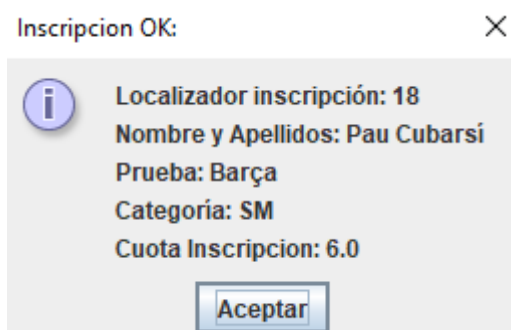 Inscripcion OK:
Localizador inscripción: 18
Nombre y Apellidos: Pau Cubarsí
Prueba: Barça
Categoría: SM
Cuota Inscripcion: 6.0
Aceptar